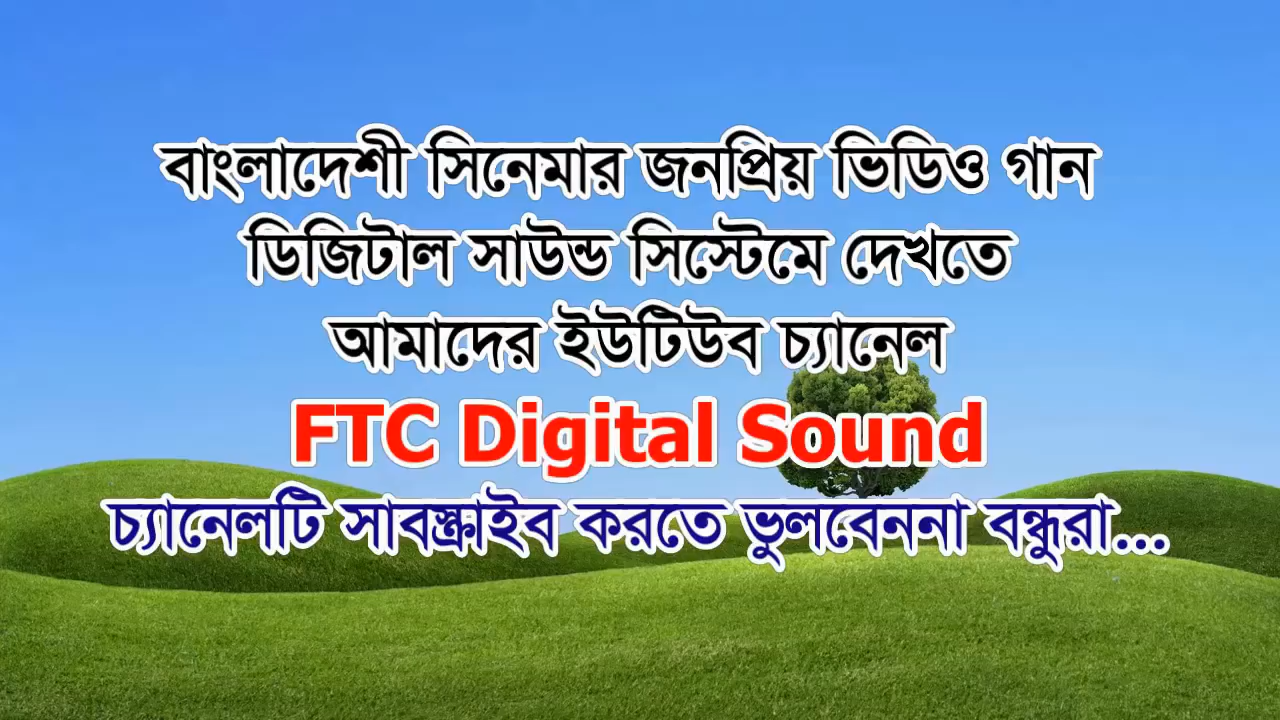 বাংলাদেশী সিনেমার জনপ্রিয় ভিডিও গান
ডিজিটাল সাউন্ড সিস্টেমে দেখতে
আমাদের ইউটিউব চ্যানেল
FTC Digital Sound
চ্যানেলটি সাবস্ক্রাইব করতে ভুলবেননা বন্ধুরা...